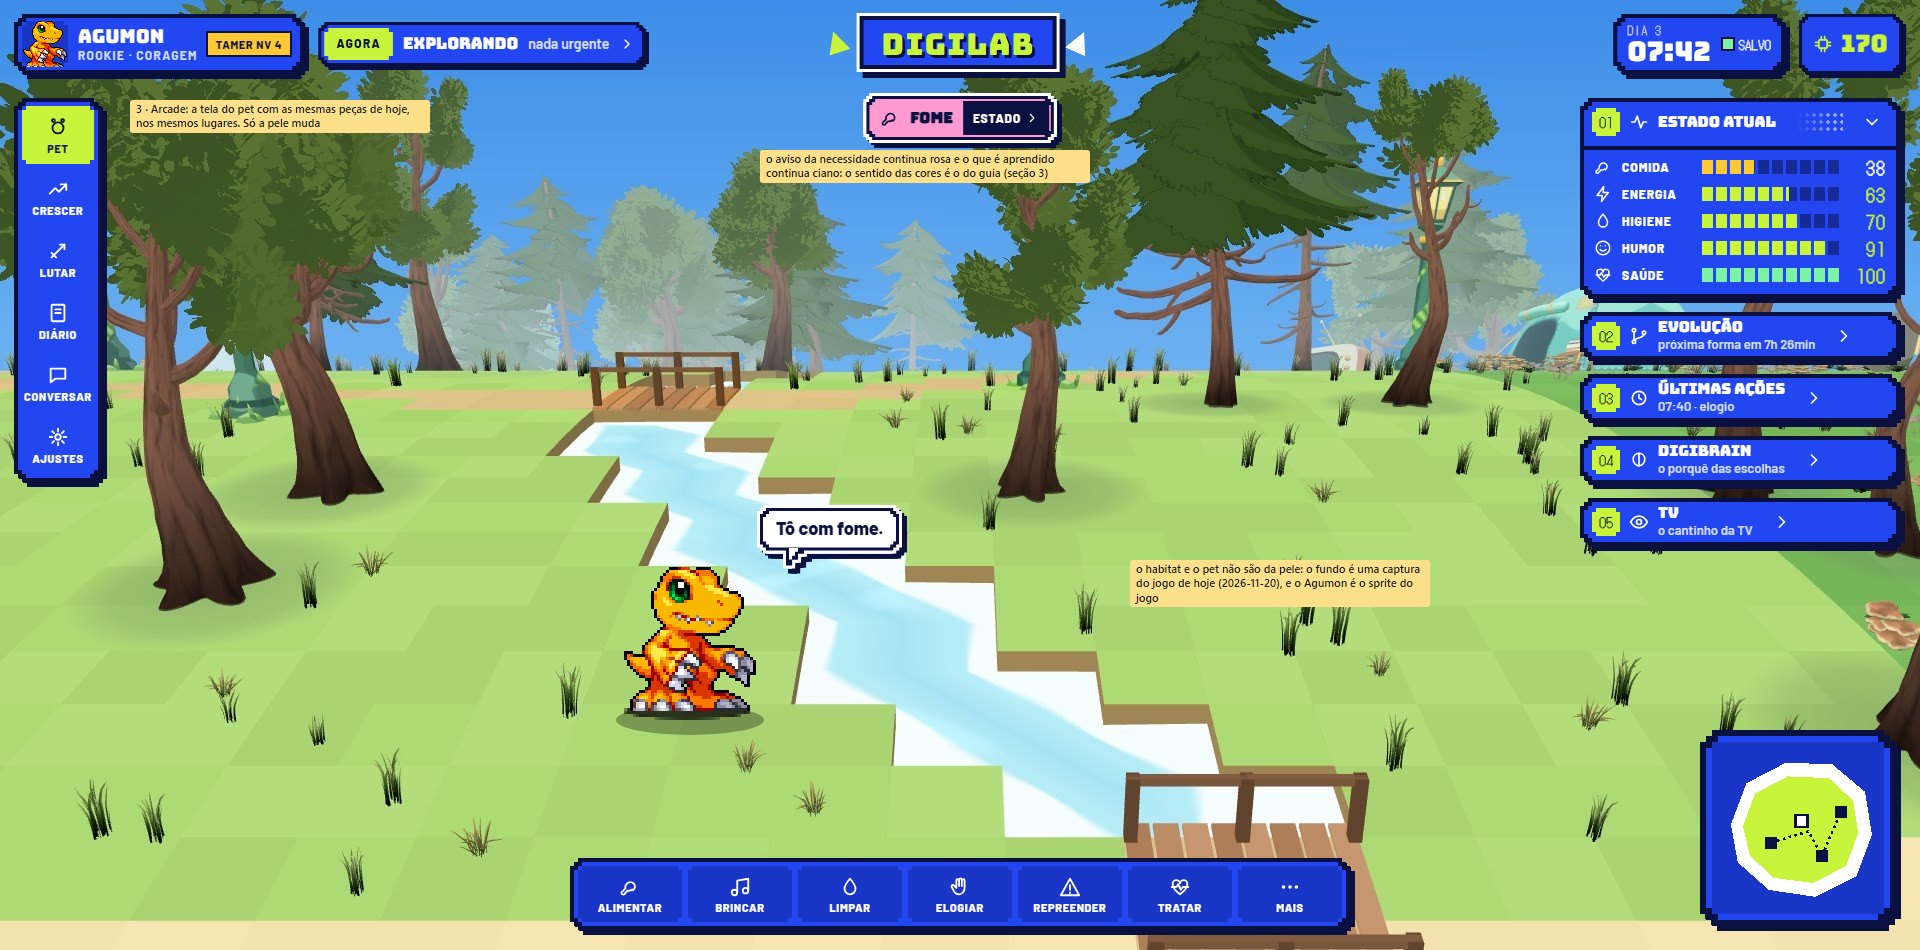 AGUMON
ROOKIE · CORAGEM
TAMER NV 4
AGORA
EXPLORANDO
nada urgente
DIGILAB
DIA 3
07:42
SALVO
170
3 · Arcade: a tela do pet com as mesmas peças de hoje,
nos mesmos lugares. Só a pele muda
FOME
ESTADO
o aviso da necessidade continua rosa e o que é aprendido
continua ciano: o sentido das cores é o do guia (seção 3)
PET
CRESCER
LUTAR
DIÁRIO
CONVERSAR
AJUSTES
01
ESTADO ATUAL
COMIDA
38
ENERGIA
63
HIGIENE
70
HUMOR
91
SAÚDE
100
02
EVOLUÇÃO
próxima forma em 7h 26min
03
ÚLTIMAS AÇÕES
07:40 · elogio
04
DIGIBRAIN
o porquê das escolhas
05
TV
o cantinho da TV
Tô com fome.
o habitat e o pet não são da pele: o fundo é uma captura
do jogo de hoje (2026-11-20), e o Agumon é o sprite do
jogo
ALIMENTAR
BRINCAR
LIMPAR
ELOGIAR
REPREENDER
TRATAR
MAIS